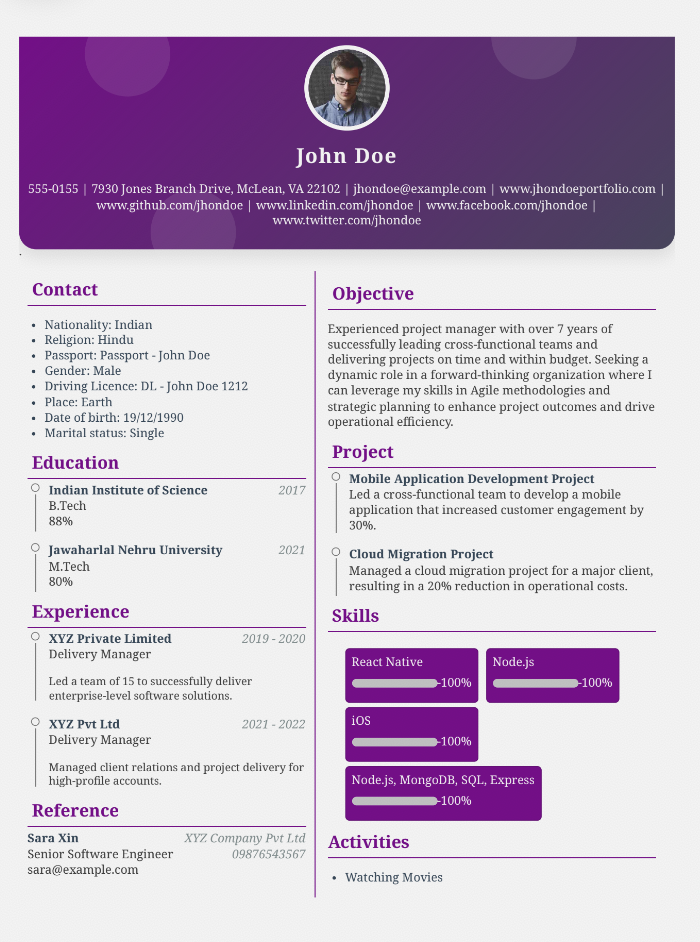 John Doe
555-0155 | 7930 Jones Branch Drive, McLean, VA 22102 | jhondoe@example.com | www.jhondoeportfolio.com |
www.github.com/jhondoe | www.linkedin.com/jhondoe | www.facebook.com/jhondoe |
www.twitter.com/jhondoe
.
Contact
• Nationality: Indian
• Religion: Hindu
• Passport: Passport - John Doe
• Gender: Male
• Driving Licence: DL - John Doe 1212
• Place: Earth
• Date of birth: 19/12/1990
• Marital status: Single
Education
Indian Institute of Science 2017
B.Tech
88%
Jawaharlal Nehru University 2021
M.Tech
80%
Experience
XYZ Private Limited 2019 - 2020
Delivery Manager
Led a team of 15 to successfully deliver
enterprise-level software solutions.
XYZ Pvt Ltd 2021 - 2022
Delivery Manager
Managed client relations and project delivery for
high-profile accounts.
Reference
Sara Xin XYZ Company Pvt Ltd
Senior Software Engineer 09876543567
sara@example.com
Objective
Experienced project manager with over 7 years of
successfully leading cross-functional teams and
delivering projects on time and within budget. Seeking a
dynamic role in a forward-thinking organization where I
can leverage my skills in Agile methodologies and
strategic planning to enhance project outcomes and drive
operational efficiency.
Project
Mobile Application Development Project
Led a cross-functional team to develop a mobile
application that increased customer engagement by
30%.
Cloud Migration Project
Managed a cloud migration project for a major client,
resulting in a 20% reduction in operational costs.
Skills
React Native
-100%
Node.js
-100%
iOS
-100%
Node.js, MongoDB, SQL, Express
-100%
Activities
• Watching Movies